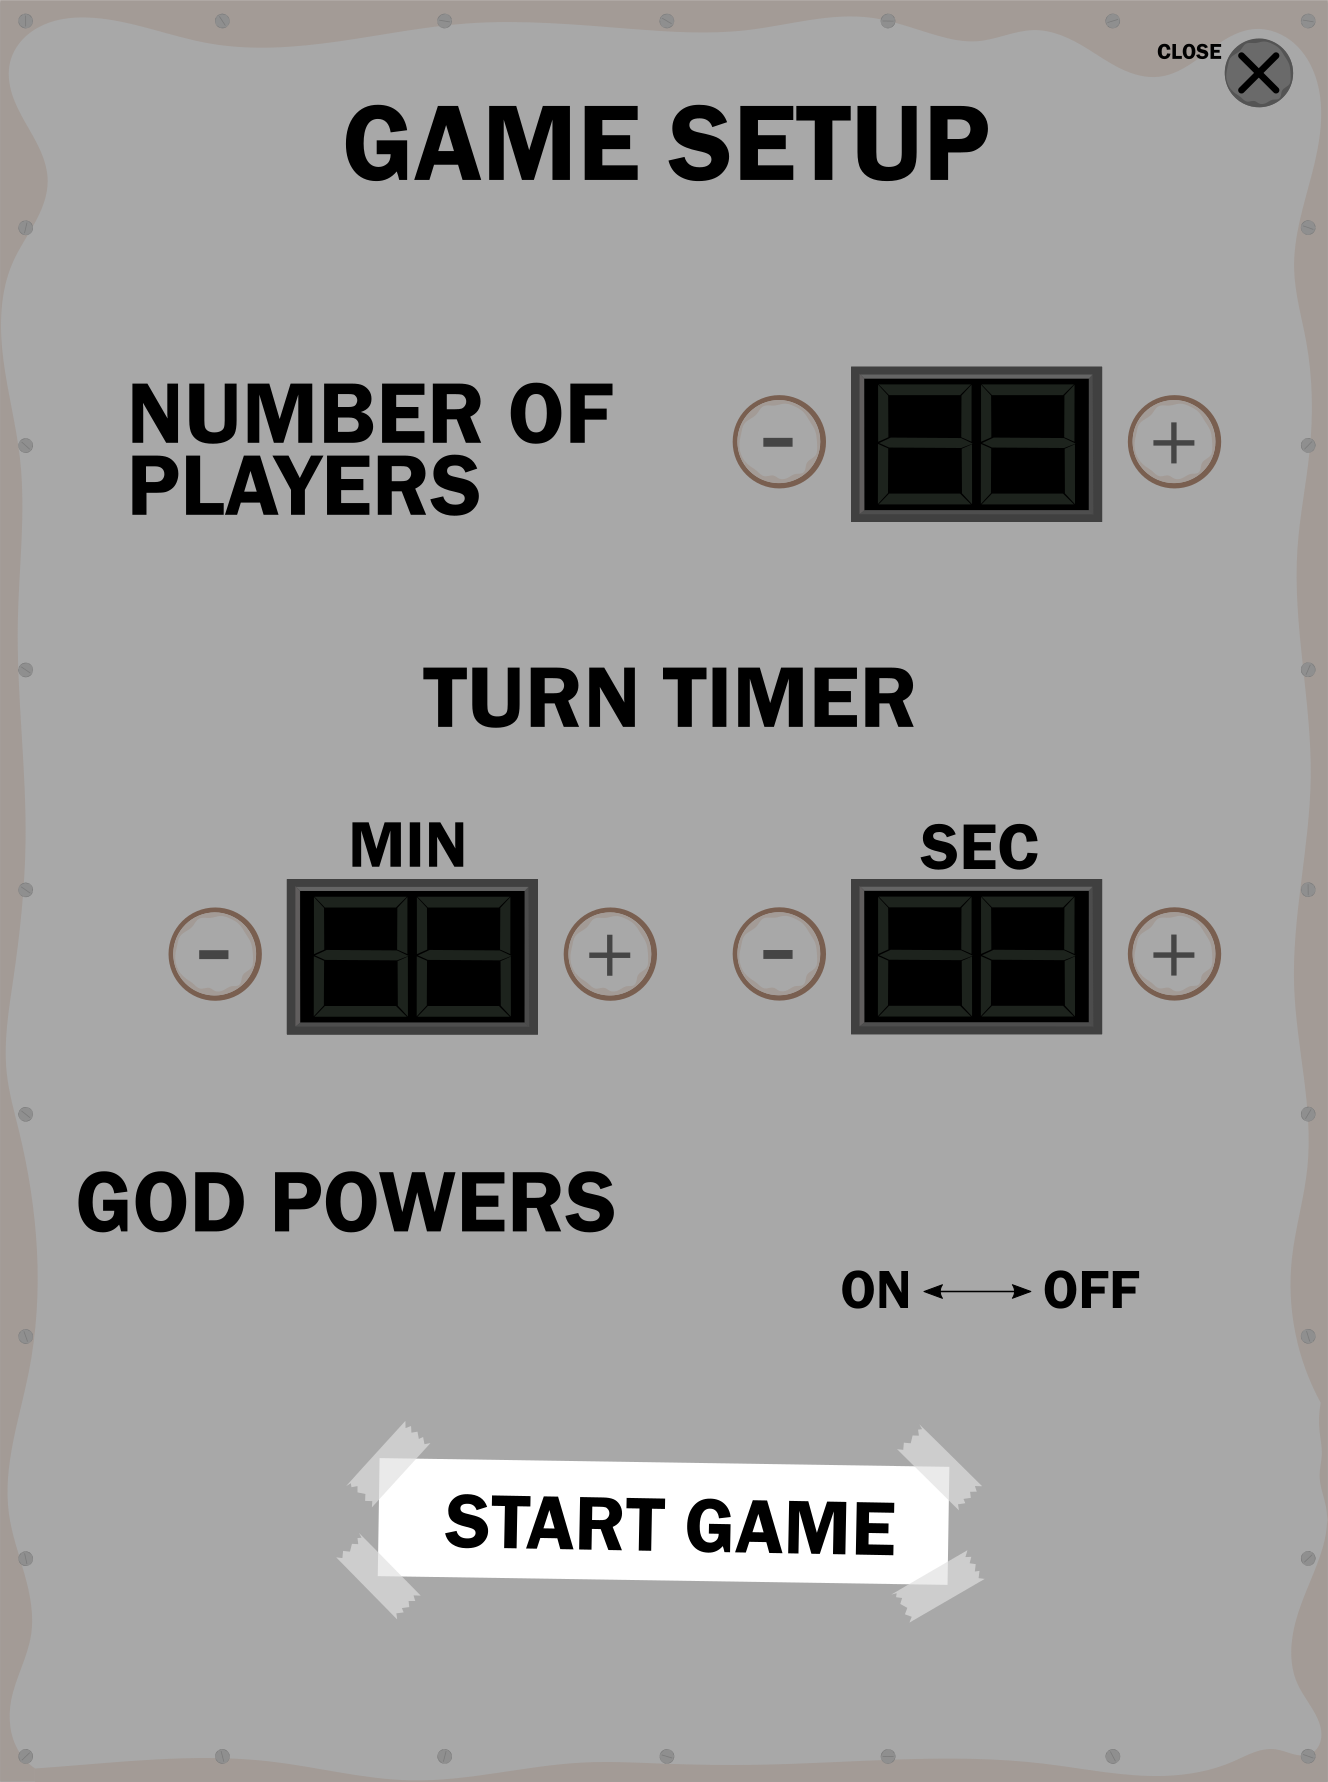 CLOSE
GAME SETUP
NUMBER OF
PLAYERS
- +
TURN TIMER
MIN SEC
- + - +
GOD POWERS
ON OFF
START GAME